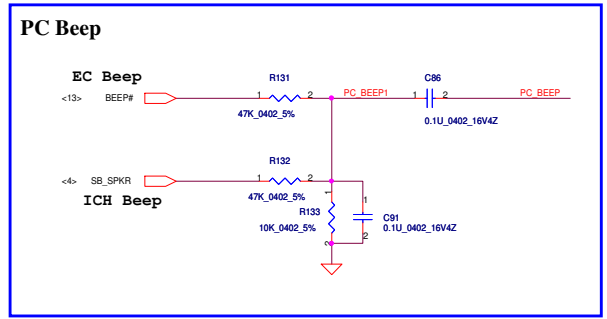 PC Beep
EC Beep
<13> BEEP#
R131
1 2
47K_0402_5%
PC_BEEP1
C86
1 2
0.1U_0402_16V4Z
PC_BEEP
<4> SB_SPKR
ICH Beep
R132
1 2
47K_0402_5%
R133
10K_0402_5%
1
2
C91
0.1U_0402_16V4Z
1
2